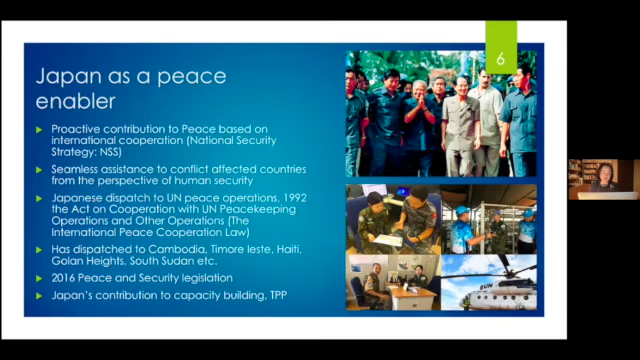 6
Japan as a peace
enabler
Proactive contribution to Peace based on
international cooperation (National Security
Strategy: NSS)
Seamless assistance to conflict affected countries
from the perspective of human security
Japanese dispatch to UN peace operations, 1992
the Act on Cooperation with UN Peacekeeping
Operations and Other Operations (The
International Peace Cooperation Law)
Has dispatched to Cambodia, Timore leste, Haiti,
Golan Heights, South Sudan etc.
2016 Peace and Security legislation
Japan's contribution to capacity building, TPP